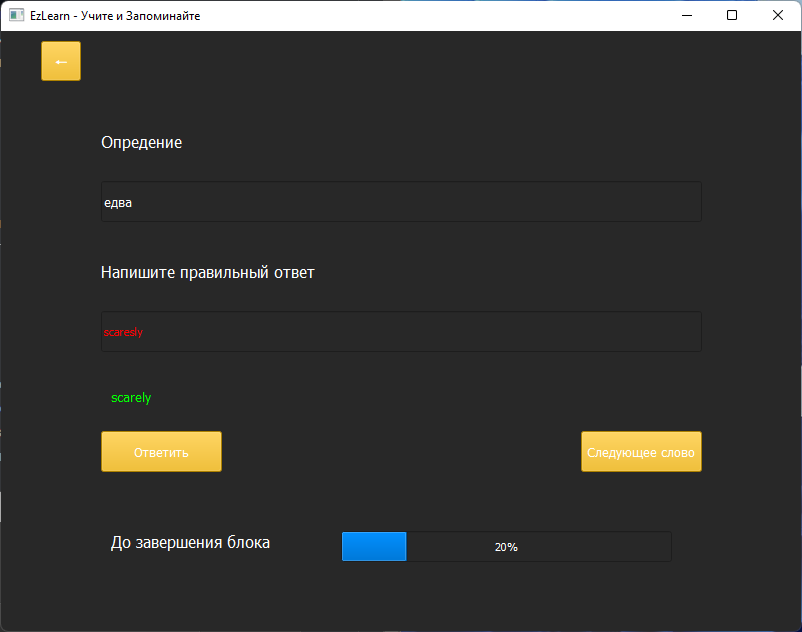 EzLearn - Учите и Запоминайте
←
Опредение
едва
Напишите правильный ответ
scaresly
scarely
Ответить
Следующее слово
До завершения блока
20%